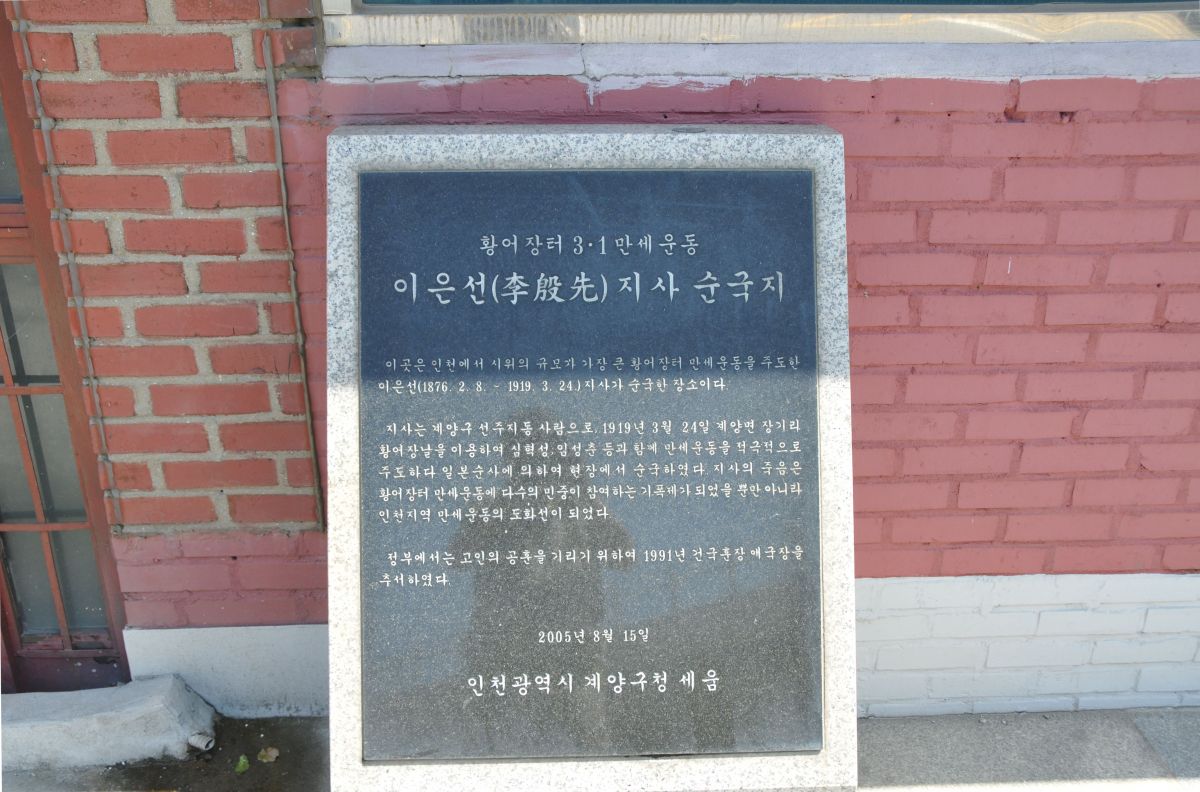 황어장터 3·1 만세운동
이은선(李殷先)지사 순국지
이곳은 인천에서 시위의 규모가 가장 큰 황어장터 만세운동을 주도한
이은선(1876. 2. 8. ~ 1919. 3. 24.)지사가 순국한 장소이다.
지사는 계양구 선주지동 사람으로, 1919년 3월 24일 계양면 장기리
황어장날을 이용하여 심혁성·임성춘 등과 함께 만세운동을 적극적으로
주도하다 일본순사에 의하여 현장에서 순국하였다. 지사의 죽음은
황어장터 만세운동에 다수의 민중이 참여하는 기폭제가 되었을 뿐만 아니라
인천지역 만세운동의 도화선이 되었다.
정부에서는 고인의 공훈을 기리기 위하여 1991년 건국훈장 애국장을
추서하였다.
2005년 8월 15일
인천광역시 계양구청 세움